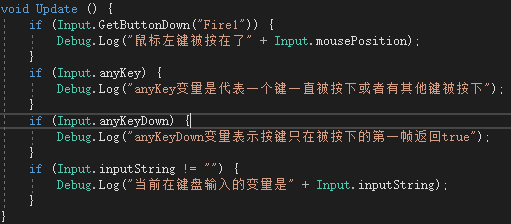 void Update () {
if (Input.GetButtonDown("Fire1")) {
Debug.Log("鼠标左键被按在了" + Input.mousePosition);
}
if (Input.anyKey) {
Debug.Log("anyKey变量是代表一个键一直被按下或者有其他键被按下");
}
if (Input.anyKeyDown) {
Debug.Log("anyKeyDown变量表示按键只在被按下的第一帧返回true");
}
if (Input.inputString != "") {
Debug.Log("当前在键盘输入的变量是" + Input.inputString);
}
}